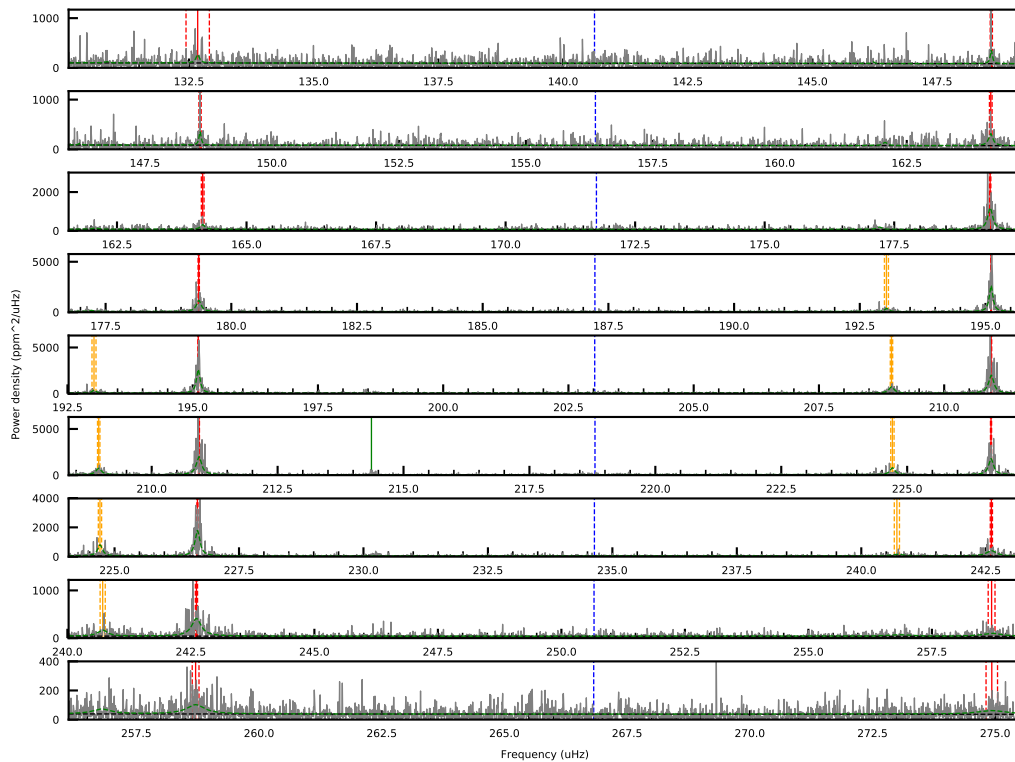 1000
0
132.5 135.0 137.5 140.0 142.5 145.0 147.5
1000
0
147.5 150.0 152.5 155.0 157.5 160.0 162.5
2000
0
162.5 165.0 167.5 170.0 172.5 175.0 177.5
5000
0
177.5 180.0 182.5 185.0 187.5 190.0 192.5 195.0
5000
0
192.5 195.0 197.5 200.0 202.5 205.0 207.5 210.0
5000
0
210.0 212.5 215.0 217.5 220.0 222.5 225.0
4000
2000
0
225.0 227.5 230.0 232.5 235.0 237.5 240.0 242.5
1000
0
240.0 242.5 245.0 247.5 250.0 252.5 255.0 257.5
400
200
0
257.5 260.0 262.5 265.0 267.5 270.0 272.5 275.0
Frequency (uHz)
Power density (ppm^2/uHz)